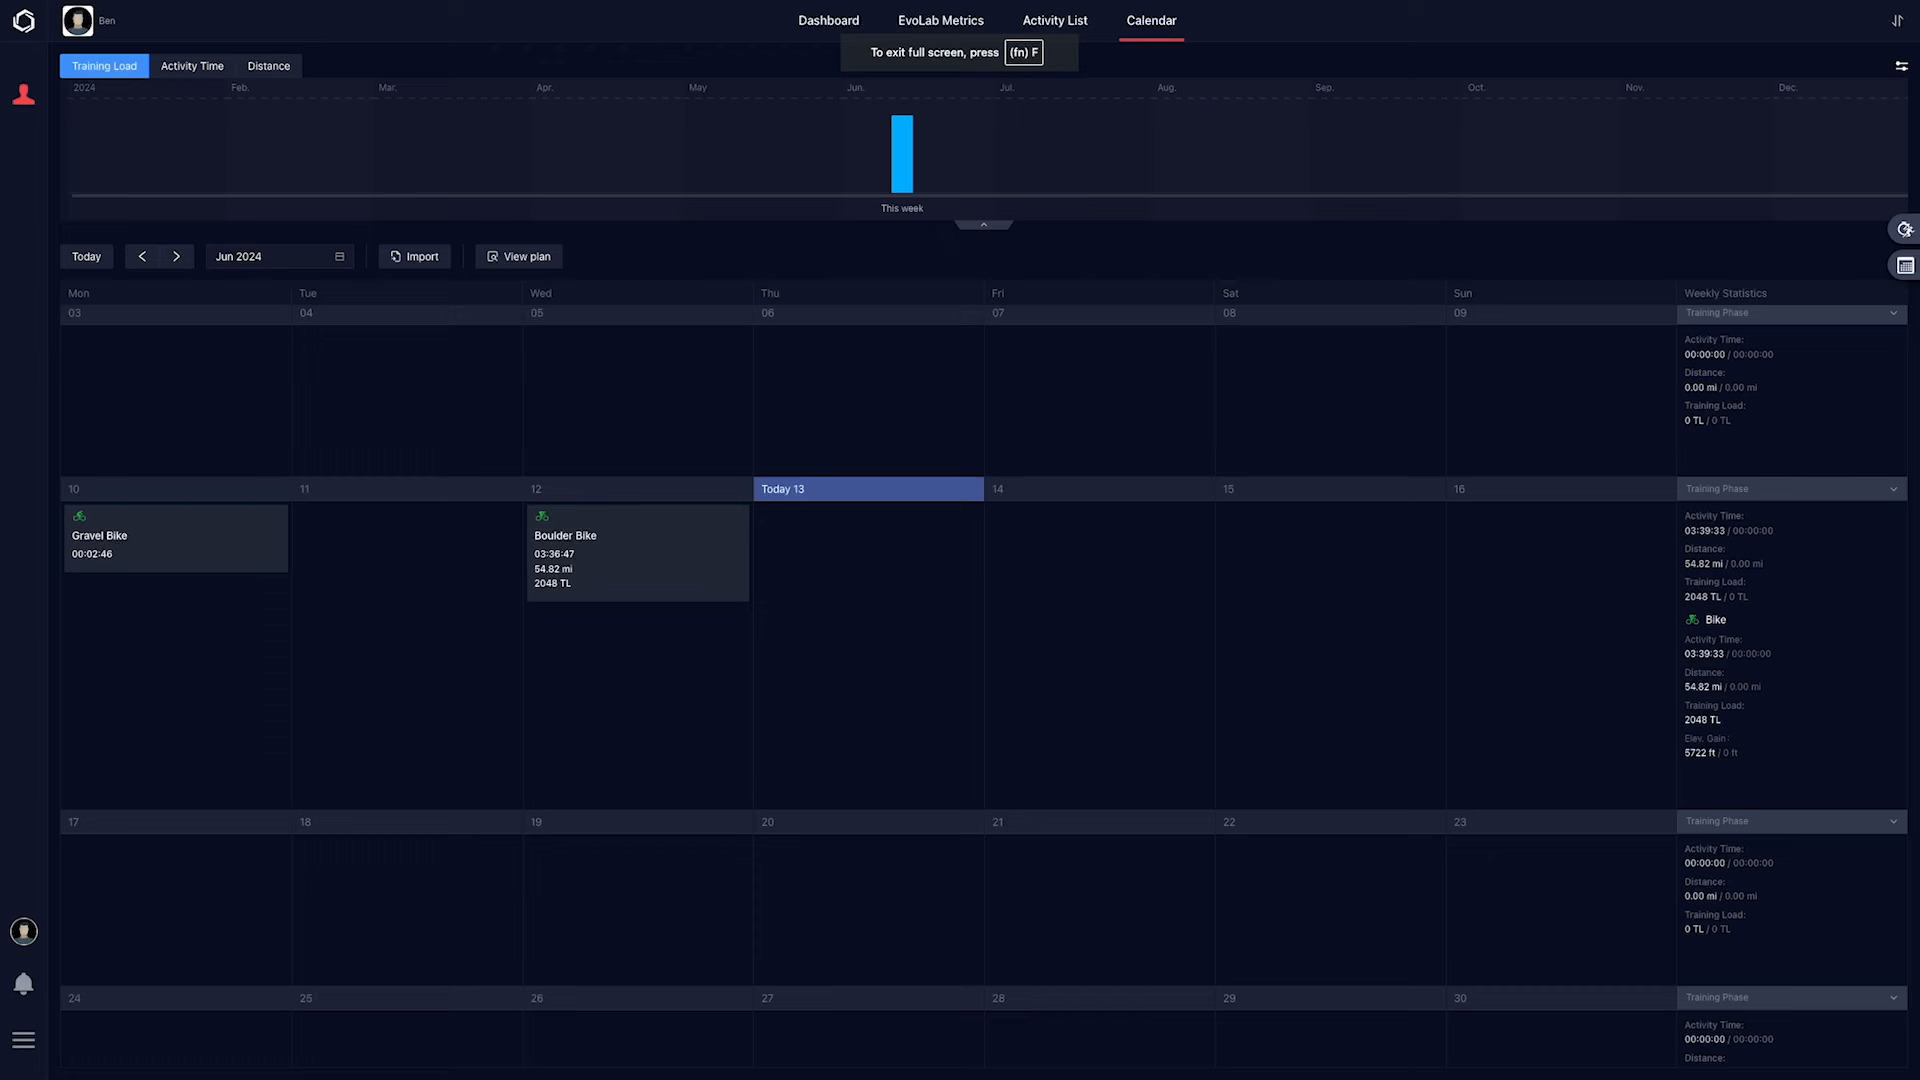 Ben
Dashboard
EvoLab Metrics
Activity List
Calendar
To exit full screen, press (fn) F
Training Load
Activity Time
Distance
2024
Feb.
Mar.
Apr.
May
Jun.
Jul.
Aug.
Sep.
Oct.
Nov.
Dec.
This week
Today
Jun 2024
Import
View plan
Mon
Tue
Wed
Thu
Fri
Sat
Sun
Weekly Statistics
03
04
05
06
07
08
09
Training Phase
Activity Time:
00:00:00 / 00:00:00
Distance:
0.00 mi / 0.00 mi
Training Load:
0 TL / 0 TL
10
11
12
Today 13
14
15
16
Training Phase
Gravel Bike
00:02:46
Boulder Bike
03:36:47
54.82 mi
2048 TL
Activity Time:
03:39:33 / 00:00:00
Distance:
54.82 mi / 0.00 mi
Training Load:
2048 TL / 0 TL
Bike
Activity Time:
03:39:33 / 00:00:00
Distance:
54.82 mi / 0.00 mi
Training Load:
2048 TL
Elev. Gain:
5722 ft / 0 ft
17
18
19
20
21
22
23
Training Phase
Activity Time:
00:00:00 / 00:00:00
Distance:
0.00 mi / 0.00 mi
Training Load:
0 TL / 0 TL
24
25
26
27
28
29
30
Training Phase
Activity Time:
00:00:00 / 00:00:00
Distance: